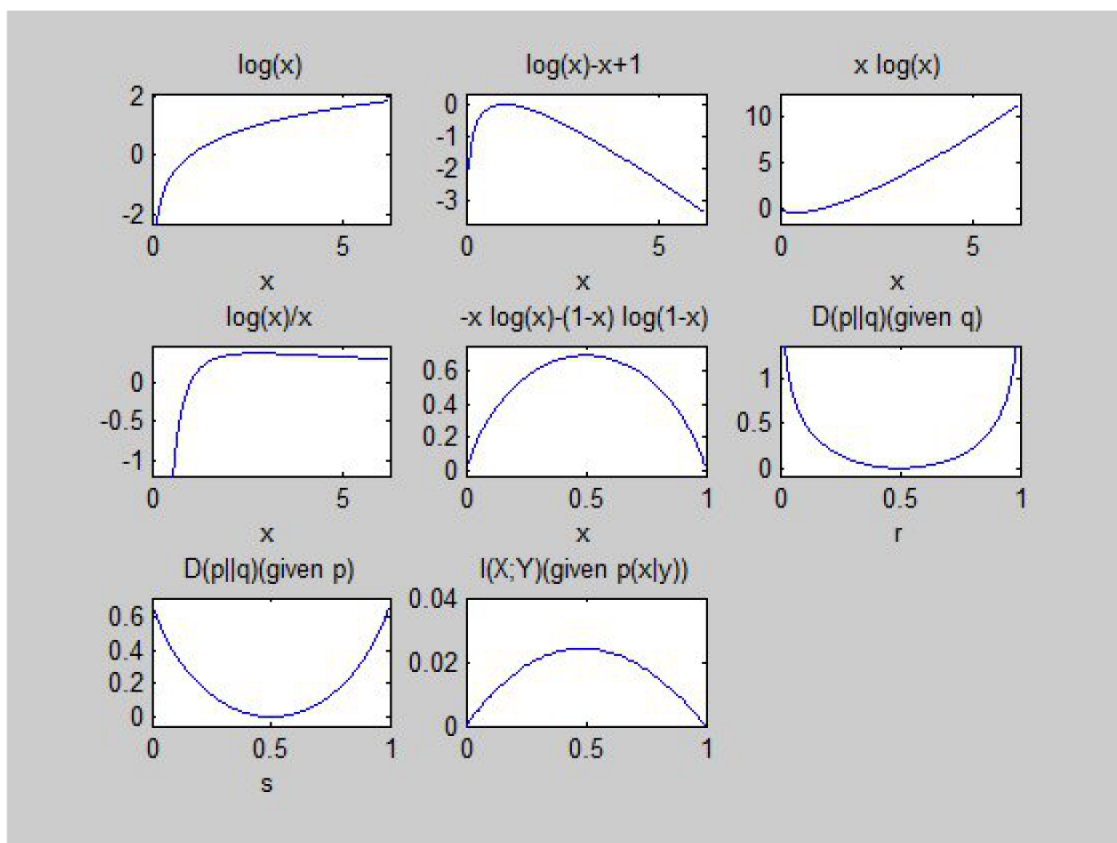 log(x)
2
0
-2
0 5
x
log(x)-x+1
0
-1
-2
-3
0 5
x
x log(x)
10
5
0
0 5
x
log(x)/x
0
-0.5
-1
0 5
x
-x log(x)-(1-x) log(1-x)
0.6
0.4
0.2
0
0 0.5 1
x
D(p||q)(given q)
1
0.5
0
0 0.5 1
r
D(p||q)(given p)
0.6
0.4
0.2
0
0 0.5 1
s
I(X;Y)(given p(x|y))
0.04
0.02
0
0 0.5 1